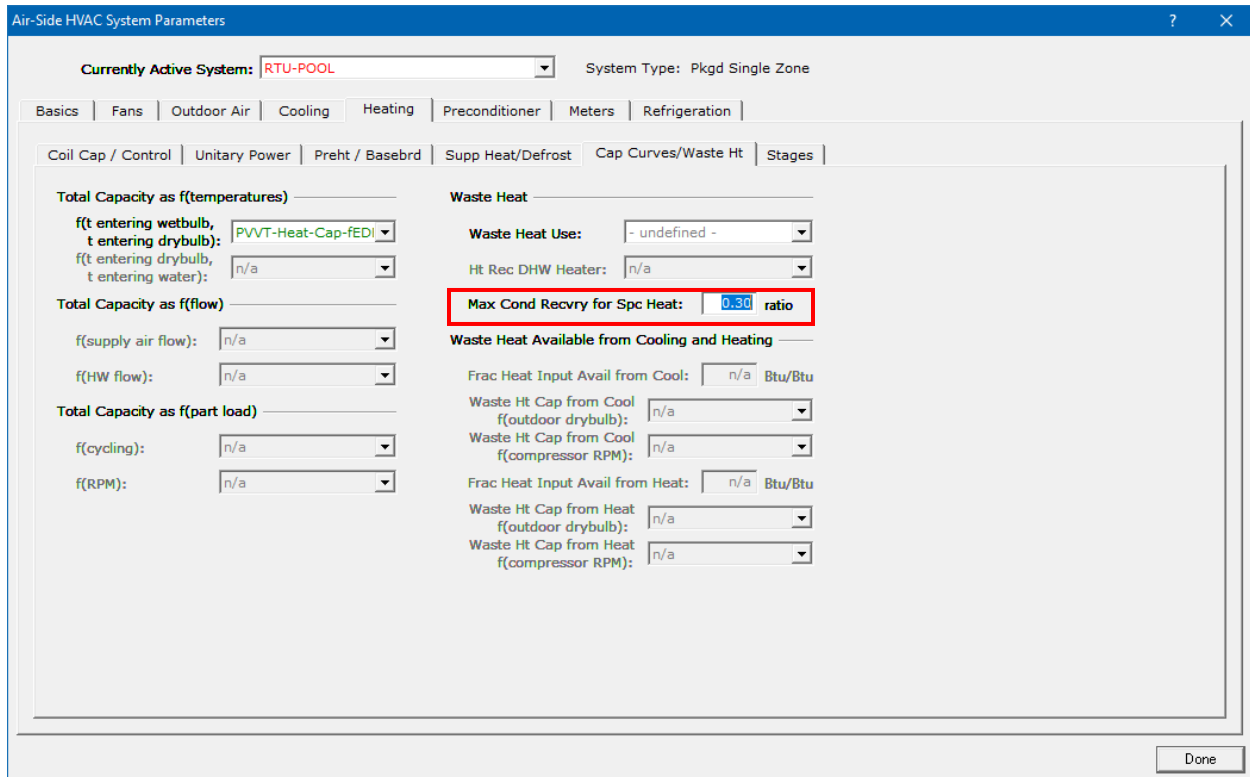 Air-Side HVAC System Parameters
? ×
Currently Active System: RTU-POOL System Type: Pkgd Single Zone
Basics Fans Outdoor Air Cooling Heating Preconditioner Meters Refrigeration
Coil Cap / Control Unitary Power Preht / Basebrd Supp Heat/Defrost Cap Curves/Waste Ht Stages
Total Capacity as f(temperatures)
f(t entering wetbulb,
t entering drybulb): PVVT-Heat-Cap-fEDI
f(t entering drybulb,
t entering water): n/a
Total Capacity as f(flow)
f(supply air flow): n/a
f(HW flow): n/a
Total Capacity as f(part load)
f(cycling): n/a
f(RPM): n/a
Waste Heat
Waste Heat Use: - undefined -
Ht Rec DHW Heater: n/a
Max Cond Recvry for Spc Heat: 0.30 ratio
Waste Heat Available from Cooling and Heating
Frac Heat Input Avail from Cool: n/a Btu/Btu
Waste Ht Cap from Cool
f(outdoor drybulb): n/a
Waste Ht Cap from Cool
f(compressor RPM): n/a
Frac Heat Input Avail from Heat: n/a Btu/Btu
Waste Ht Cap from Heat
f(outdoor drybulb): n/a
Waste Ht Cap from Heat
f(compressor RPM): n/a
Done